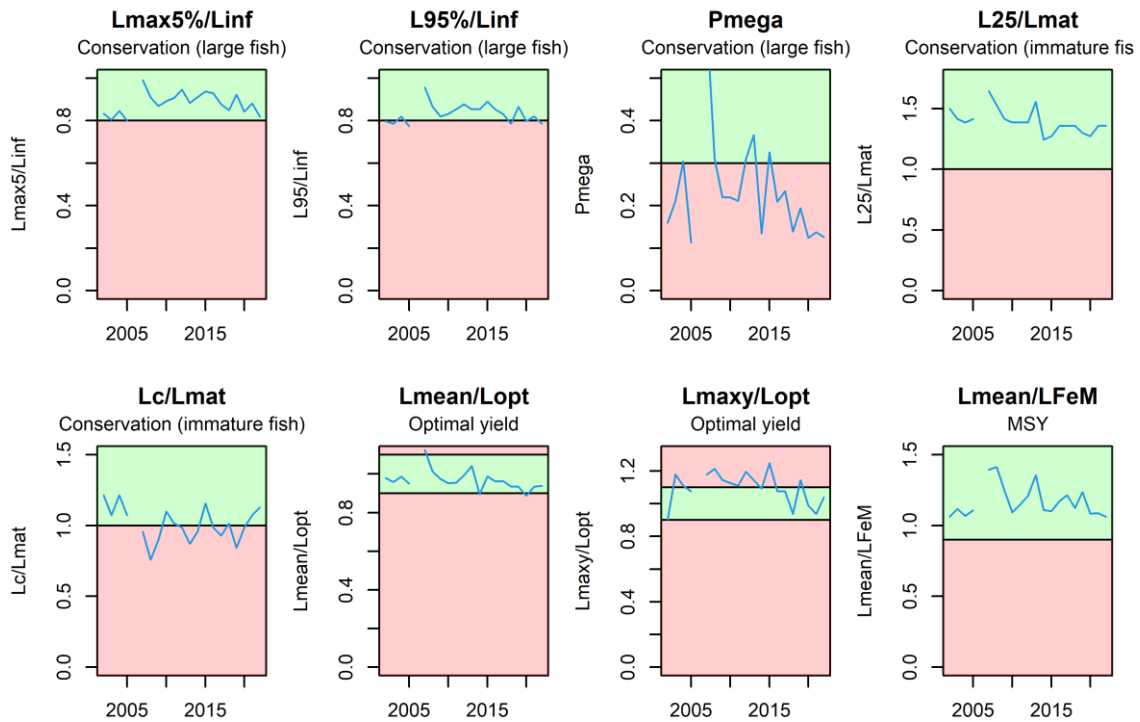 Lmax5%/Linf
Conservation (large fish)
Lmax5/Linf
0.0 0.4 0.8
2005 2015
L95%/Linf
Conservation (large fish)
L95/Linf
0.0 0.4 0.8
2005 2015
Pmega
Conservation (large fish)
Pmega
0.0 0.2 0.4
2005 2015
L25/Lmat
Conservation (immature fis
L25/Lmat
0.0 0.5 1.0 1.5
2005 2015
Lc/Lmat
Conservation (immature fish)
Lc/Lmat
0.0 0.5 1.0 1.5
2005 2015
Lmean/Lopt
Optimal yield
Lmean/Lopt
0.0 0.4 0.8
2005 2015
Lmaxy/Lopt
Optimal yield
Lmaxy/Lopt
0.0 0.4 0.8 1.2
2005 2015
Lmean/LFeM
MSY
Lmean/LFeM
0.0 0.5 1.0 1.5
2005 2015